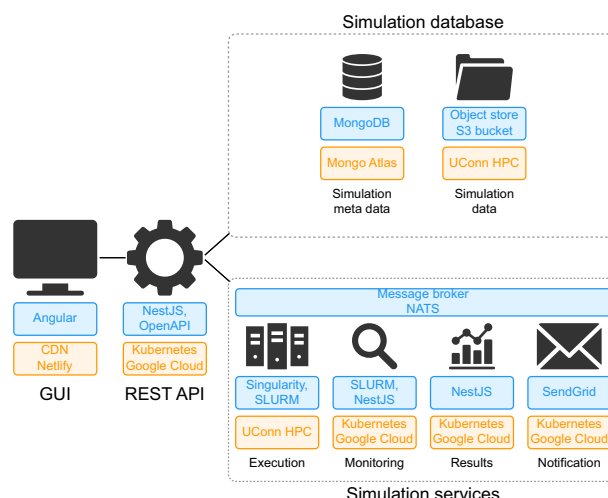 Simulation database
MongoDB
Mongo Atlas
Simulation
meta data
Object store
S3 bucket
UConn HPC
Simulation
data
Angular
CDN
Netlify
GUI
NestJS,
OpenAPI
Kubernetes
Google Cloud
REST API
Message broker
NATS
Singularity,
SLURM
UConn HPC
Execution
SLURM,
NestJS
Kubernetes
Google Cloud
Monitoring
NestJS
Kubernetes
Google Cloud
Results
SendGrid
Kubernetes
Google Cloud
Notification
Simulation services